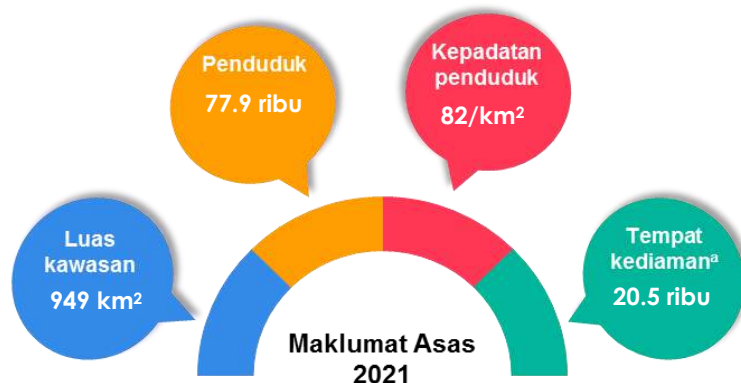 Penduduk
77.9 ribu
Kepadatan
penduduk
82/km²
Luas
kawasan
949 km²
Tempat
kediamanᵃ
20.5 ribu
Maklumat Asas
2021